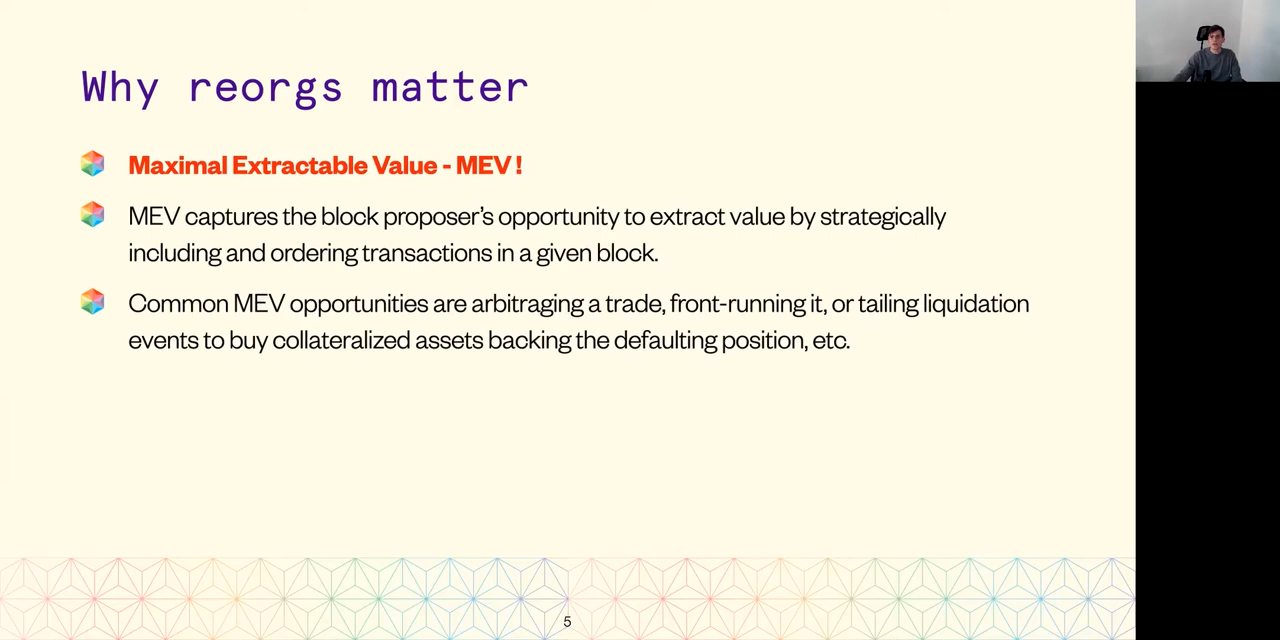 Why reorgs matter
Maximal Extractable Value - MEV !
MEV captures the block proposer’s opportunity to extract value by strategically
including and ordering transactions in a given block.
Common MEV opportunities are arbitraging a trade, front-running it, or tailing liquidation
events to buy collateralized assets backing the defaulting position, etc.
5